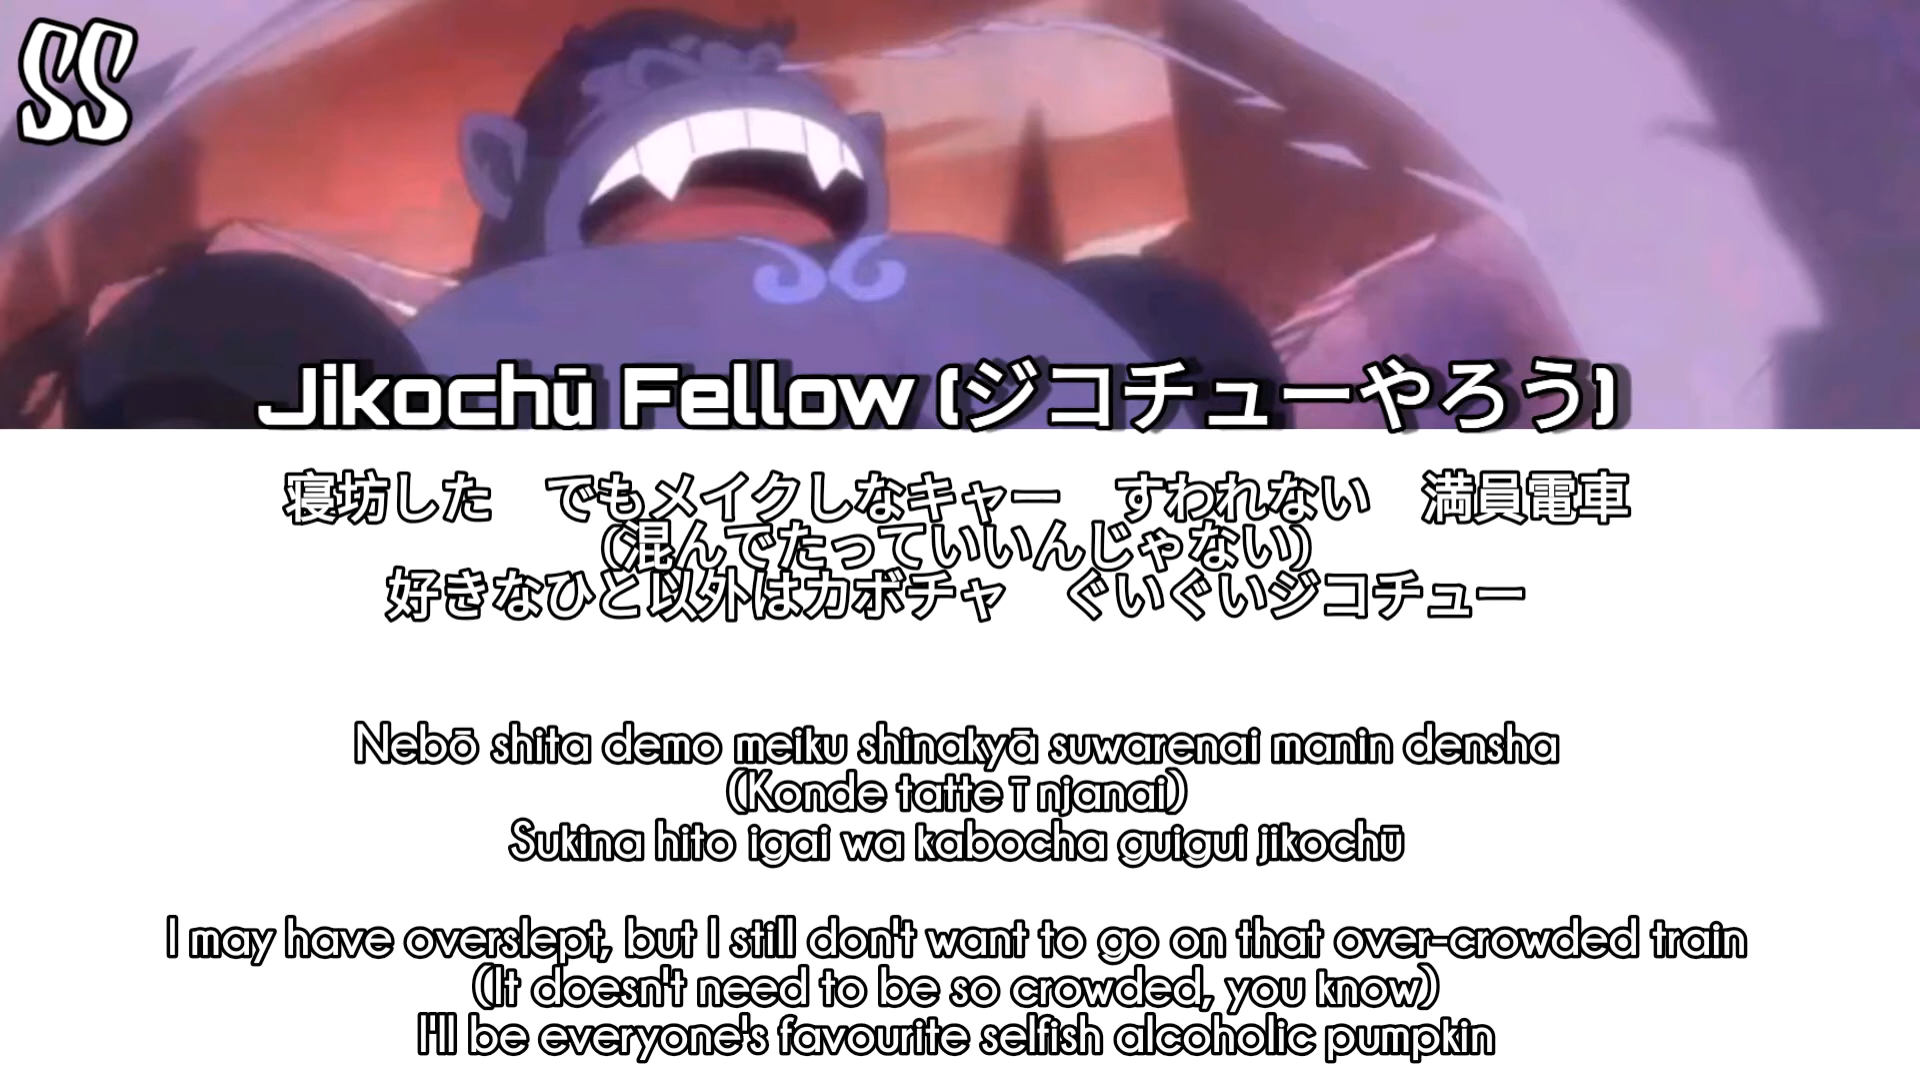 SS
Jikochū Fellow (ジコチューやろう)
寝坊した　でもメイクしなキャー　すわれない　満員電車
(混んでたっていいんじゃない)
好きなひと以外はカボチャ　ぐいぐいジコチュー
Nebō shita demo meiku shinakyā suwarenai manin densha
(Konde tatte ī njanai)
Sukina hito igai wa kabocha guigui jikochū
I may have overslept, but I still don't want to go on that over-crowded train
(It doesn't need to be so crowded, you know)
I'll be everyone's favourite selfish alcoholic pumpkin